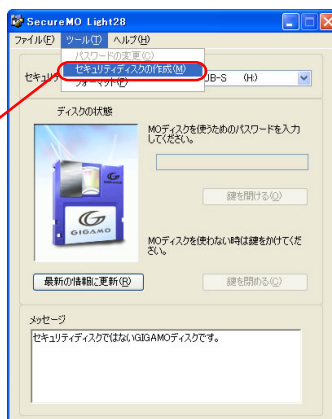 SecureMO Light28
ファイル(F) ツール(T) ヘルプ(H)
パスワードの変更(C)
セキュリティディスクの作成(M)
フォーマット(F)
セキュリ
JB-S (H:)
ディスクの状態
MOディスクを使うためのパスワードを入力
してください。
鍵を開ける(O)
GIGAMO
MOディスクを使わない時は鍵をかけてくだ
さい。
最新の情報に更新(R)
鍵を閉める(C)
メッセージ
セキュリティディスクではないGIGAMOディスクです。